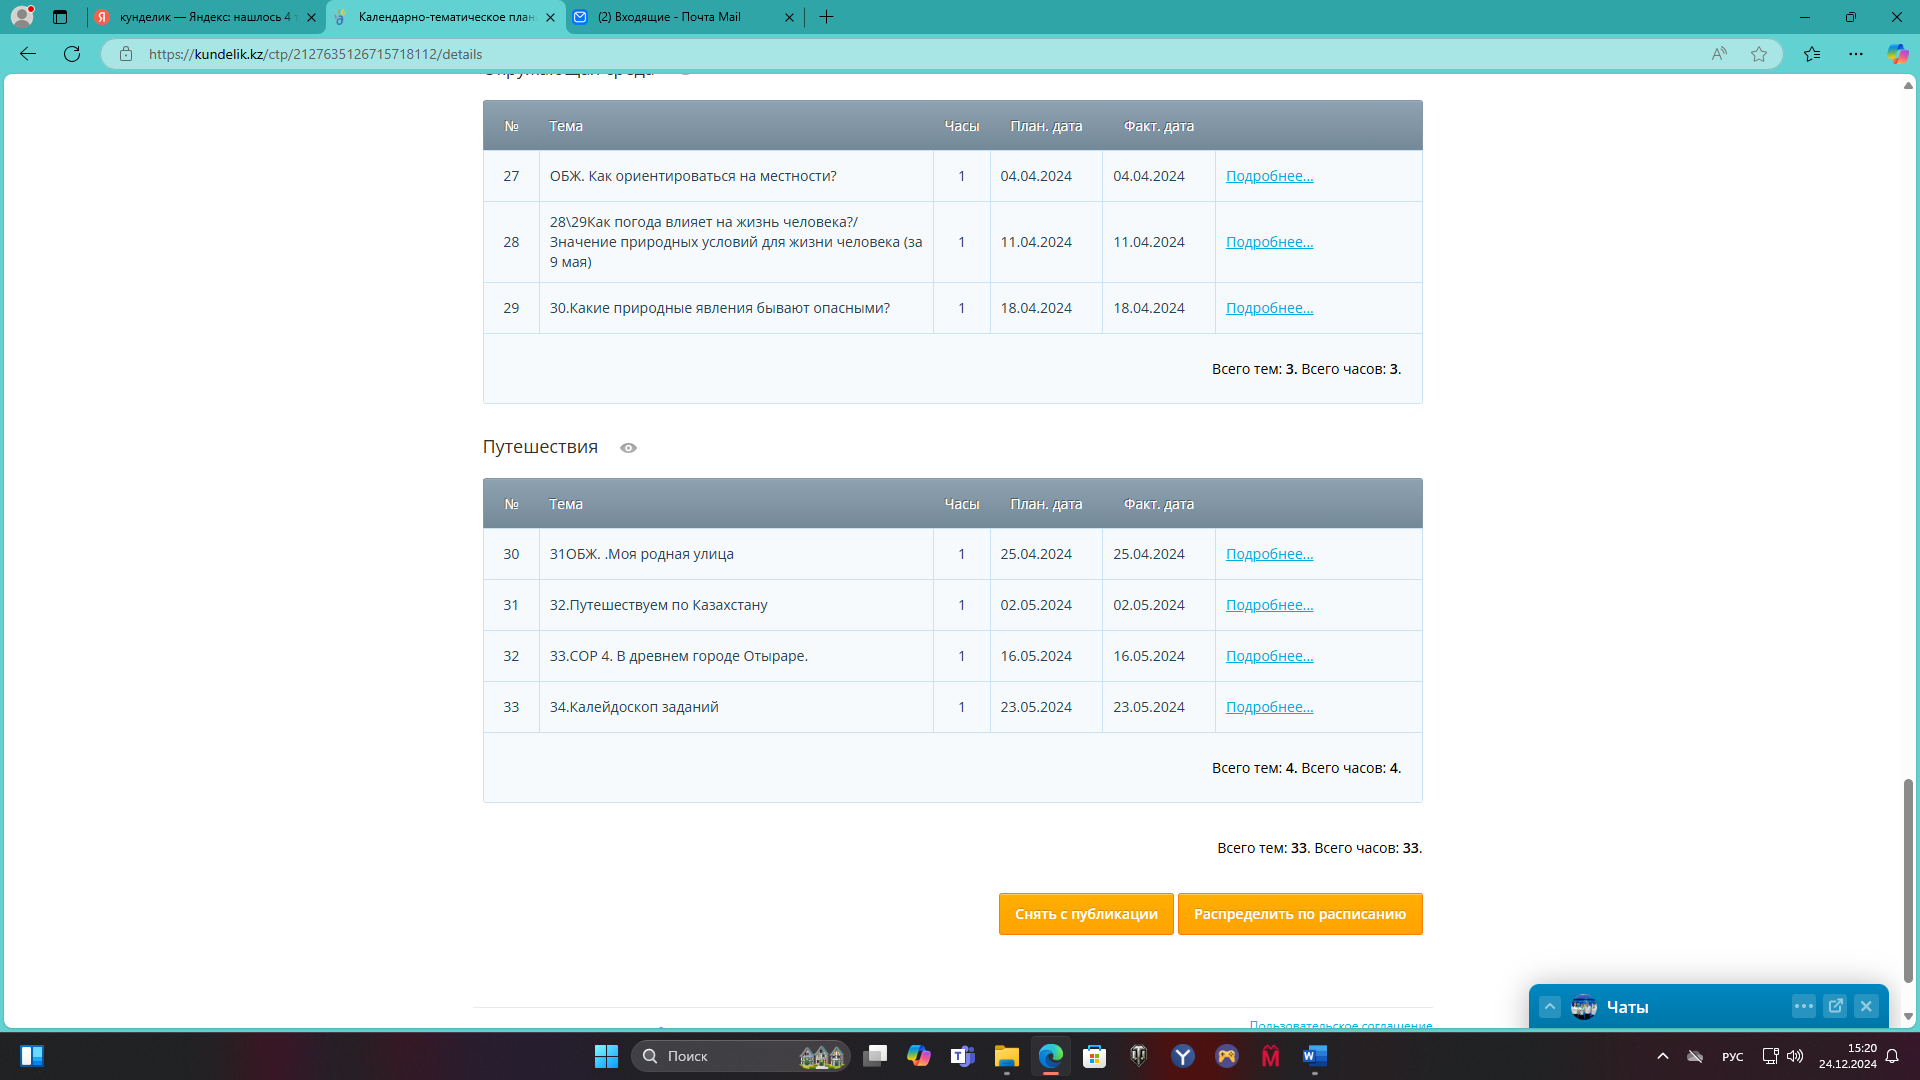 кунделик — Яндекс: нашлось 4 т
Календарно-тематическое план
(2) Входящие - Почта Mail
https://kundelik.kz/ctp/2127635126715718112/details
Окружающая среда
№ Тема Часы План. дата Факт. дата
27 ОБЖ. Как ориентироваться на местности? 1 04.04.2024 04.04.2024 Подробнее...
28\29Как погода влияет на жизнь человека?/
28 Значение природных условий для жизни человека (за 1 11.04.2024 11.04.2024 Подробнее...
9 мая)
29 30.Какие природные явления бывают опасными? 1 18.04.2024 18.04.2024 Подробнее...
Всего тем: 3. Всего часов: 3.
Путешествия
№ Тема Часы План. дата Факт. дата
30 31ОБЖ. .Моя родная улица 1 25.04.2024 25.04.2024 Подробнее...
31 32.Путешествуем по Казахстану 1 02.05.2024 02.05.2024 Подробнее...
32 33.СОР 4. В древнем городе Отыраре. 1 16.05.2024 16.05.2024 Подробнее...
33 34.Калейдоскоп заданий 1 23.05.2024 23.05.2024 Подробнее...
Всего тем: 4. Всего часов: 4.
Всего тем: 33. Всего часов: 33.
Снять с публикации Распределить по расписанию
Чаты
Пользовательское соглашение
Поиск
РУС
15:20
24.12.2024